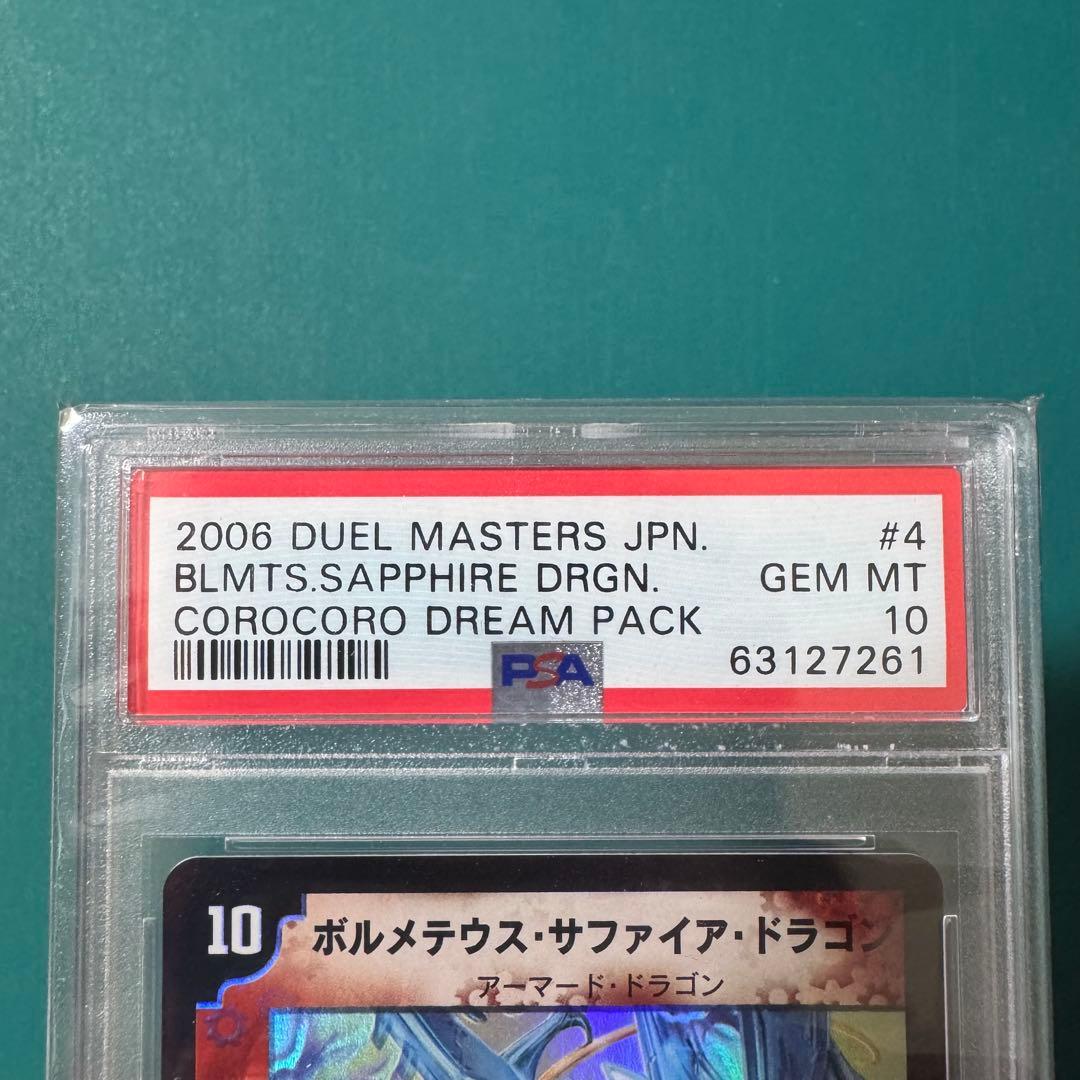 2006 DUEL MASTERS JPN. #4
BLMTS.SAPPHIRE DRGN. GEM MT
COROCORO DREAM PACK 10
PSA 63127261
10 ボルメテウス・サファイア・ドラゴン
アーマード・ドラゴン